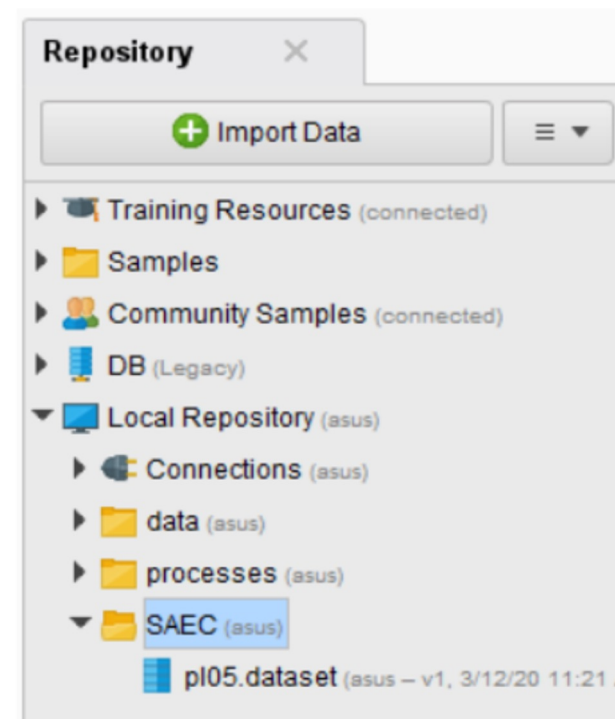 Repository
Import Data
Training Resources (connected)
Samples
Community Samples (connected)
DB (Legacy)
Local Repository (asus)
Connections (asus)
data (asus)
processes (asus)
SAEC (asus)
pl05.dataset (asus – v1, 3/12/20 11:21